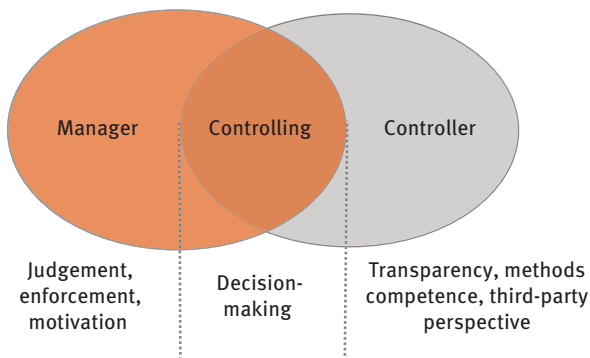 Manager
Controlling
Controller
Judgement,
enforcement,
motivation
Decision-
making
Transparency, methods
competence, third-party
perspective